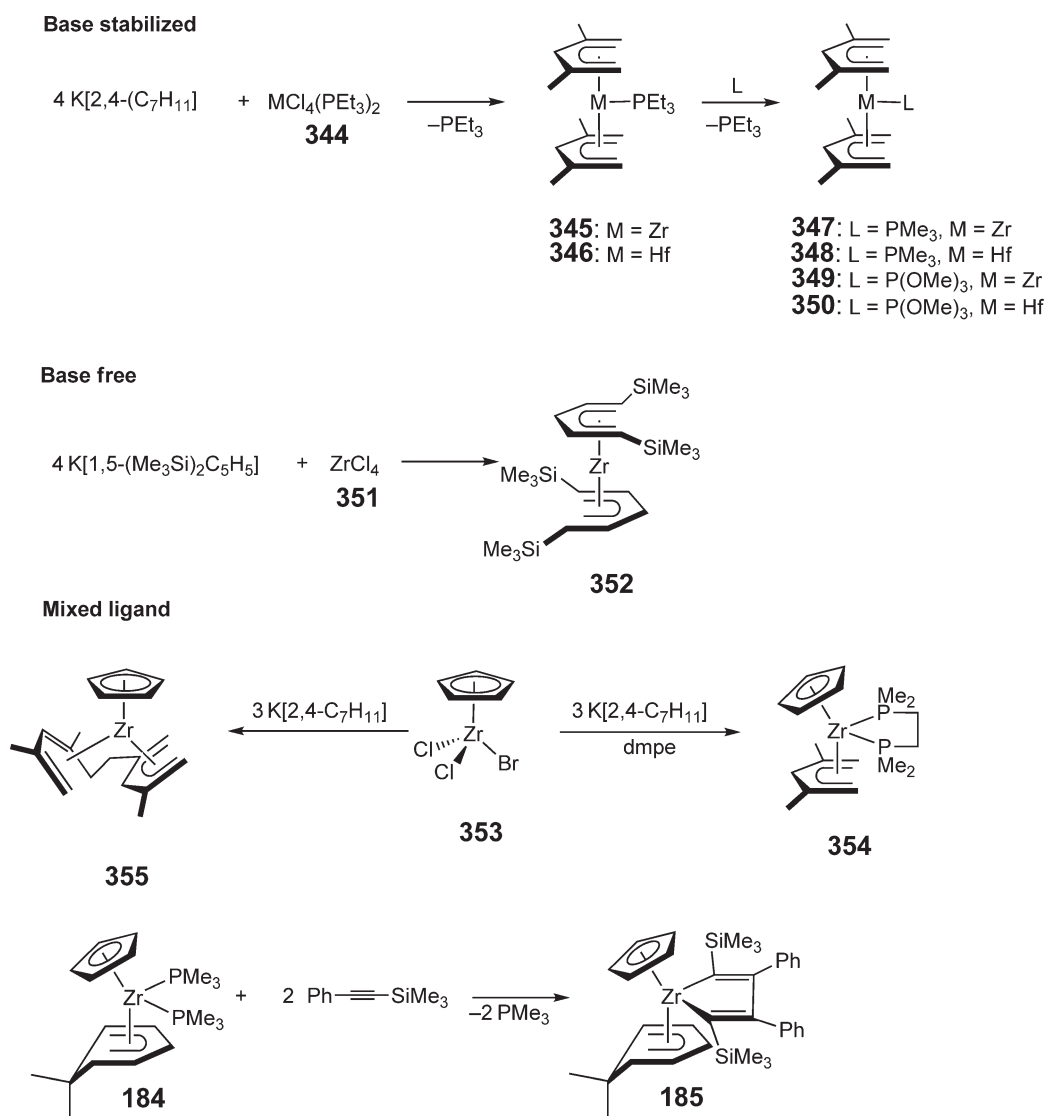 Base stabilized
4 K[2,4-(C7H11] + MCl4(PEt3)2
344
–PEt3
M PEt3
L
–PEt3
M L
345: M = Zr
346: M = Hf
347: L = PMe3, M = Zr
348: L = PMe3, M = Hf
349: L = P(OMe)3, M = Zr
350: L = P(OMe)3, M = Hf
Base free
4 K[1,5-(Me3Si)2C5H5] + ZrCl4
351
SiMe3
SiMe3
Zr
Me3Si
Me3Si
352
Mixed ligand
Zr
355
3 K[2,4-C7H11]
Zr
Cl
Cl
Br
353
3 K[2,4-C7H11]
dmpe
Zr
Me2
P
P
Me2
354
Zr
PMe3
PMe3
184
+ 2 Ph SiMe3
–2 PMe3
SiMe3
Ph
Zr
Ph
SiMe3
185